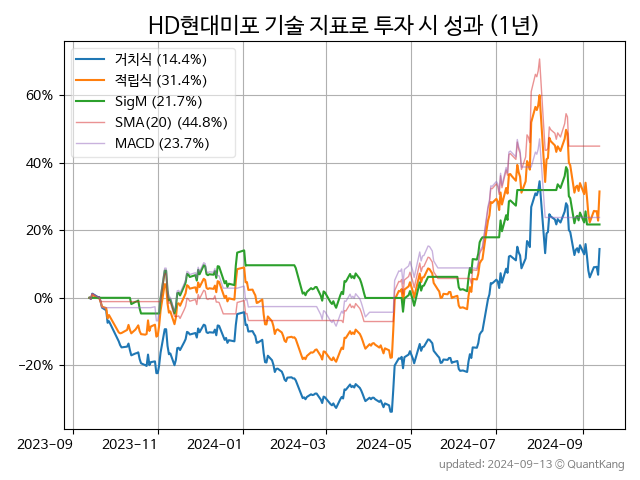 HD현대미포 기술 지표로 투자 시 성과 (1년)
거치식 (14.4%)
적립식 (31.4%)
SigM (21.7%)
SMA(20) (44.8%)
MACD (23.7%)
60%
40%
20%
0%
−20%
2023-09
2023-11
2024-01
2024-03
2024-05
2024-07
2024-09
updated: 2024-09-13 © QuantKang